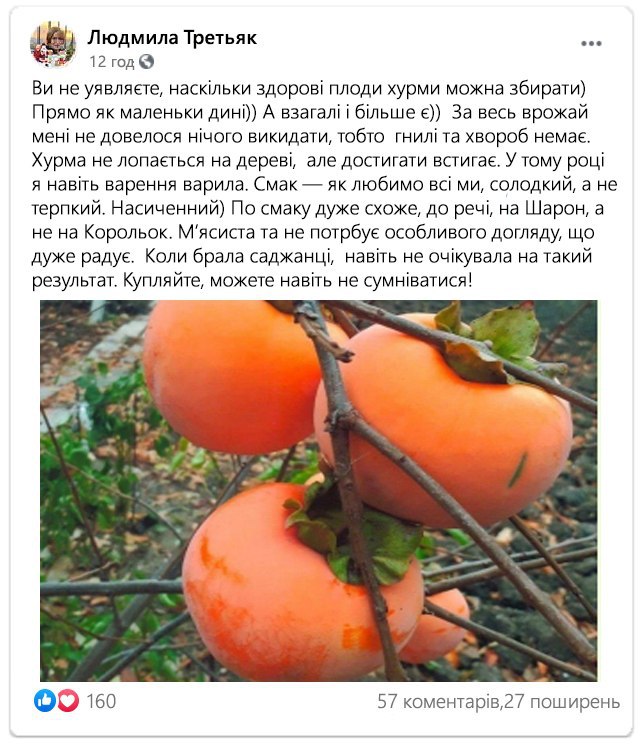 Людмила Третьяк
12 год
Ви не уявляєте, наскільки здорові плоди хурми можна збирати)
Прямо як маленьки дині)) А взагалі і більше є)) За весь врожай
мені не довелося нічого викидати, тобто гнилі та хвороб немає.
Хурма не лопається на дереві, але достигати встигає. У тому році
я навіть варення варила. Смак — як любимо всі ми, солодкий, а не
терпкий. Насиченний) По смаку дуже схоже, до речі, на Шарон, а
не на Корольок. М‘ясиста та не потрбує особливого догляду, що
дуже радує. Коли брала саджанці, навіть не очікувала на такий
результат. Купляйте, можете навіть не сумніватися!
160
57 коментарів,27 поширень